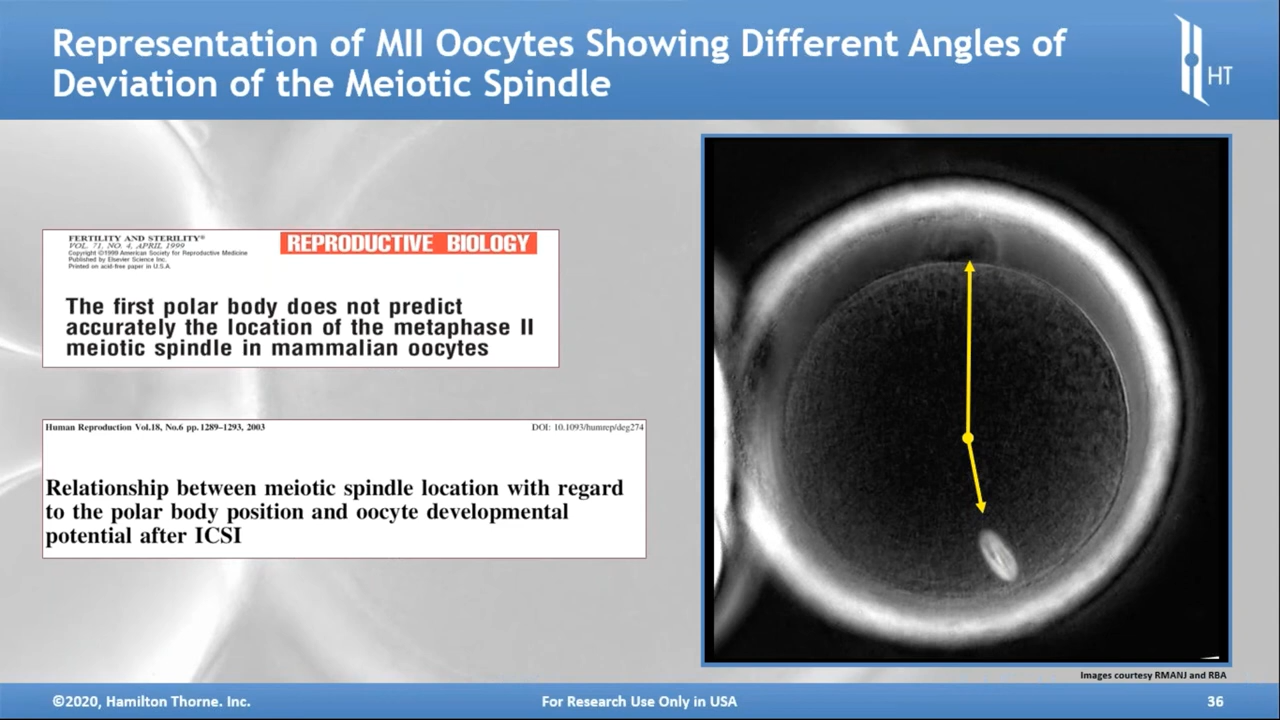 Representation of MII Oocytes Showing Different Angles of
Deviation of the Meiotic Spindle
HT
FERTILITY AND STERILITY®
VOL. 71, NO. 4, APRIL 1999
Copyright ©1999 American Society for Reproductive Medicine
Published by Elsevier Science Inc.
Printed on acid-free paper in U.S.A.
REPRODUCTIVE BIOLOGY
The first polar body does not predict
accurately the location of the metaphase II
meiotic spindle in mammalian oocytes
Human Reproduction Vol.18, No.6 pp. 1289–1293, 2003
DOI: 10.1093/humrep/deg274
Relationship between meiotic spindle location with regard
to the polar body position and oocyte developmental
potential after ICSI
Images courtesy RMANJ and RBA
©2020, Hamilton Thorne. Inc.
For Research Use Only in USA
36